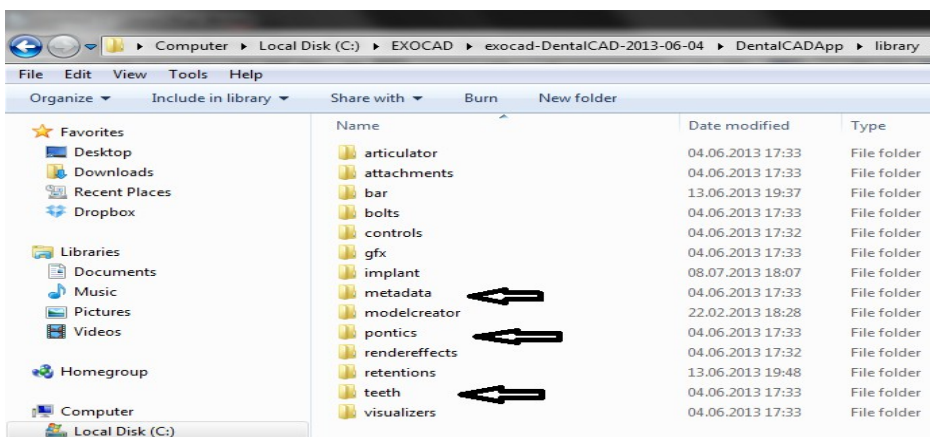 Computer Local Disk (C:) EXOCAD exocad-DentalCAD-2013-06-04 DentalCADApp library
File Edit View Tools Help
Organize Include in library Share with Burn New folder
Favorites
Desktop
Downloads
Recent Places
Dropbox
Libraries
Documents
Music
Pictures
Videos
Homegroup
Computer
Local Disk (C:)
Name Date modified Type
articulator 04.06.2013 17:33 File folder
attachments 04.06.2013 17:33 File folder
bar 13.06.2013 19:37 File folder
bolts 04.06.2013 17:33 File folder
controls 04.06.2013 17:32 File folder
gfx 04.06.2013 17:33 File folder
implant 08.07.2013 18:07 File folder
metadata 04.06.2013 17:33 File folder
modelcreator 22.02.2013 18:28 File folder
pontics 04.06.2013 17:33 File folder
rendereffects 04.06.2013 17:32 File folder
retentions 13.06.2013 19:48 File folder
teeth 04.06.2013 17:33 File folder
visualizers 04.06.2013 17:33 File folder